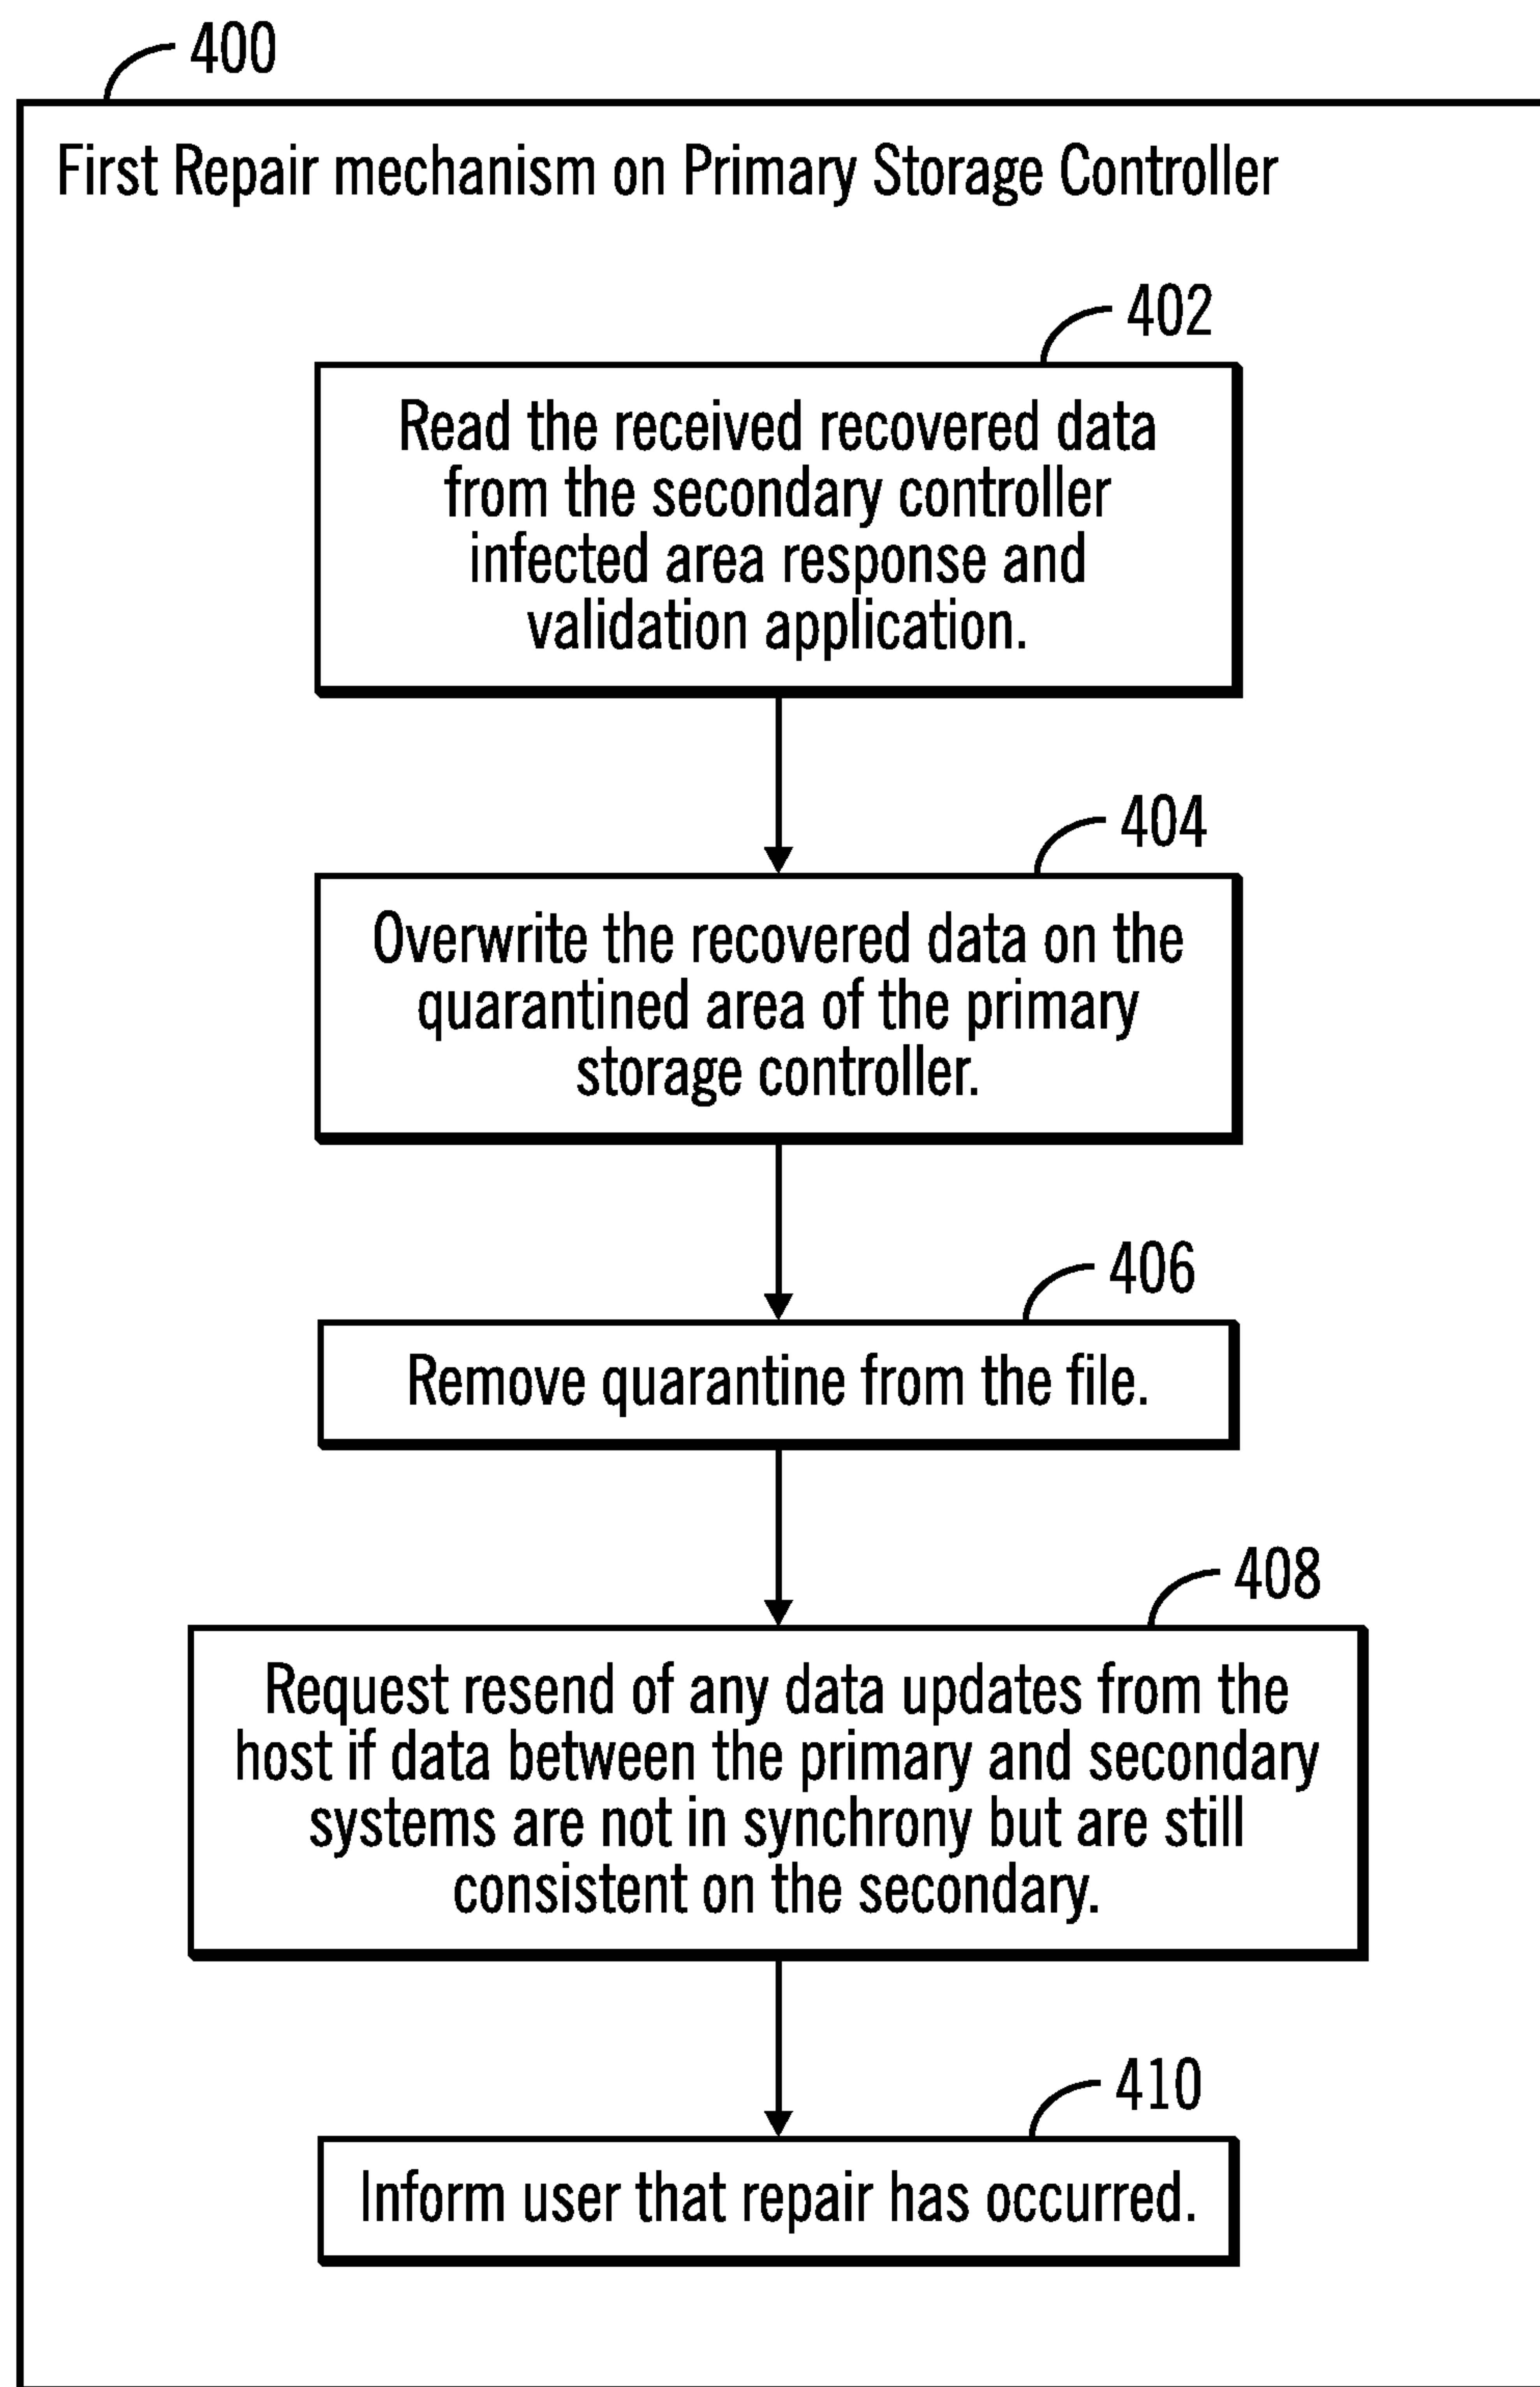 400
First Repair mechanism on Primary Storage Controller
402
Read the received recovered data
from the secondary controller
infected area response and
validation application.
404
Overwrite the recovered data on the
quarantined area of the primary
storage controller.
406
Remove quarantine from the file.
408
Request resend of any data updates from the
host if data between the primary and secondary
systems are not in synchrony but are still
consistent on the secondary.
410
Inform user that repair has occurred.